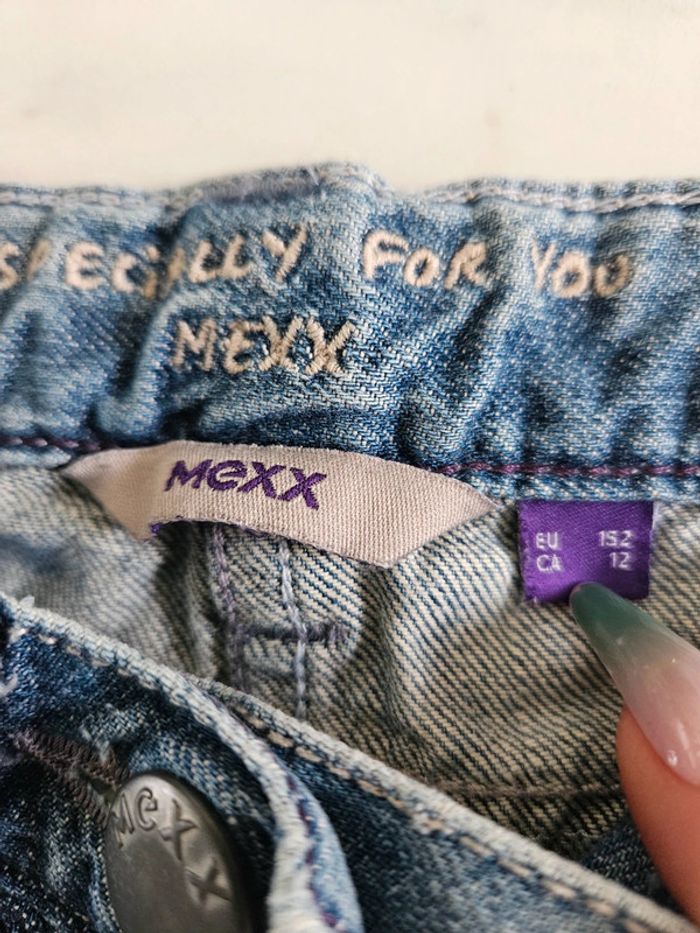 SPECIALLY FOR YOU
MEXX
mexx
EU 152
CA 12
mexx